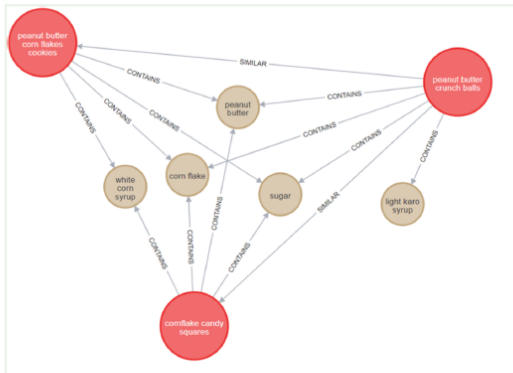 peanut butter
corn flakes
cookies
SIMILAR
peanut butter
crunch balls
CONTAINS
peanut
butter
CONTAINS
CONTAINS
CONTAINS
CONTAINS
CONTAINS
CONTAINS
CONTAINS
white
corn
syrup
corn flake
sugar
light karo
syrup
SIMILAR
CONTAINS
CONTAINS
CONTAINS
CONTAINS
cornflake candy
squares